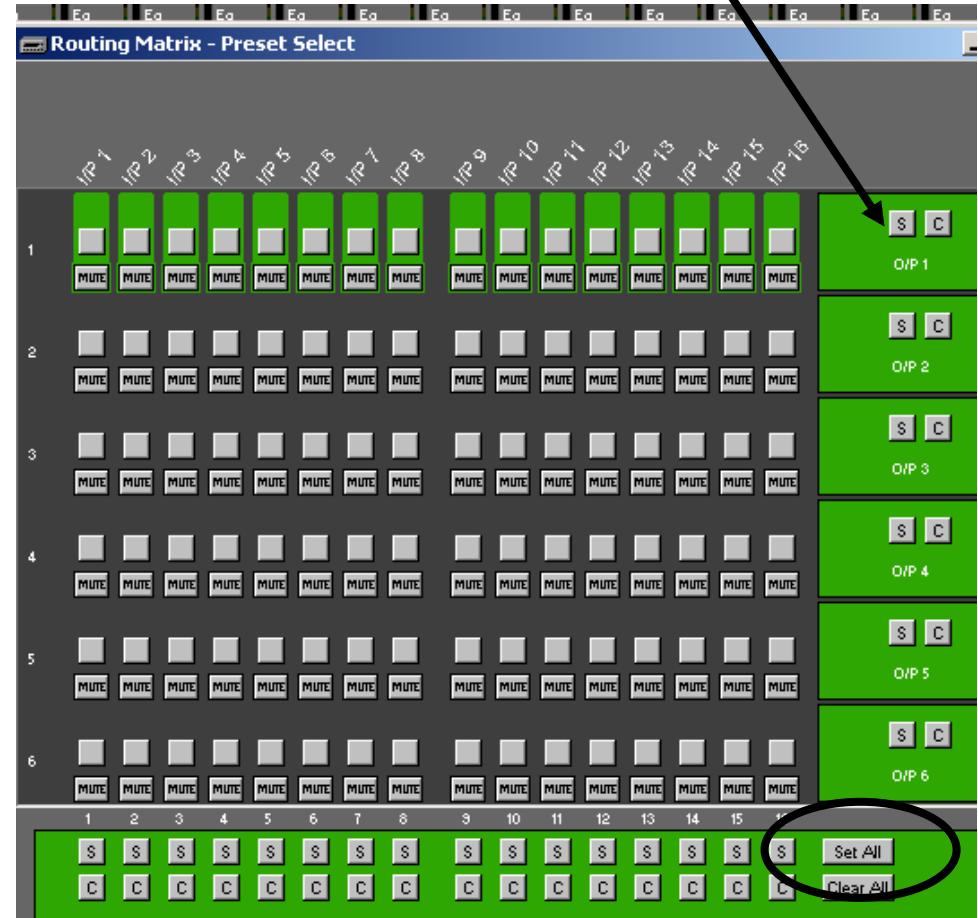 Eq Eq Eq Eq Eq Eq Eq Eq Eq Eq Eq Eq Eq
Routing Matrix - Preset Select
I/P 1 I/P 2 I/P 3 I/P 4 I/P 5 I/P 6 I/P 7 I/P 8 I/P 9 I/P 10 I/P 11 I/P 12 I/P 13 I/P 14 I/P 15 I/P 16
S C
1
O/P 1
MUTE MUTE MUTE MUTE MUTE MUTE MUTE MUTE MUTE MUTE MUTE MUTE MUTE MUTE MUTE MUTE
S C
2
O/P 2
MUTE MUTE MUTE MUTE MUTE MUTE MUTE MUTE MUTE MUTE MUTE MUTE MUTE MUTE MUTE MUTE
S C
3
O/P 3
MUTE MUTE MUTE MUTE MUTE MUTE MUTE MUTE MUTE MUTE MUTE MUTE MUTE MUTE MUTE MUTE
S C
4
O/P 4
MUTE MUTE MUTE MUTE MUTE MUTE MUTE MUTE MUTE MUTE MUTE MUTE MUTE MUTE MUTE MUTE
S C
5
O/P 5
MUTE MUTE MUTE MUTE MUTE MUTE MUTE MUTE MUTE MUTE MUTE MUTE MUTE MUTE MUTE MUTE
S C
6
O/P 6
MUTE MUTE MUTE MUTE MUTE MUTE MUTE MUTE MUTE MUTE MUTE MUTE MUTE MUTE MUTE MUTE
1 2 3 4 5 6 7 8 9 10 11 12 13 14 15 16
S S S S S S S S S S S S S S S S Set All
C C C C C C C C C C C C C C C C Clear All